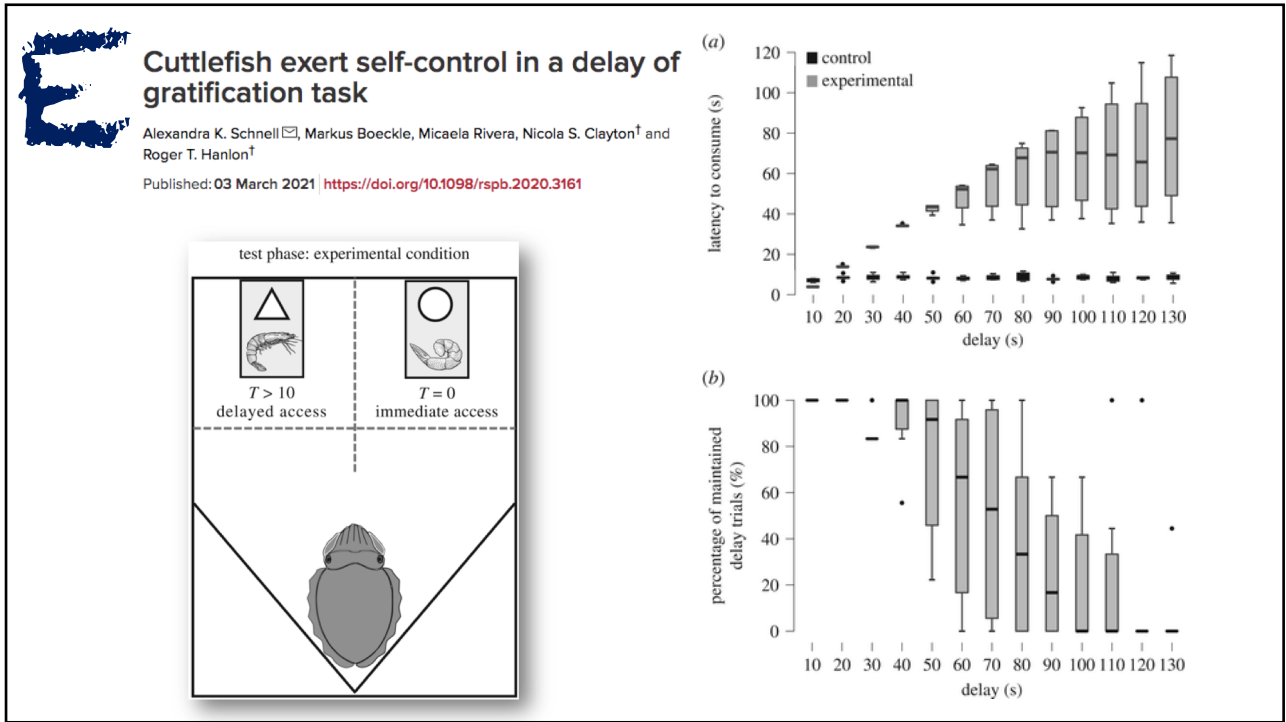 E
Cuttlefish exert self-control in a delay of
gratification task
Alexandra K. Schnell, Markus Boeckle, Micaela Rivera, Nicola S. Clayton† and
Roger T. Hanlon†
Published: 03 March 2021 | https://doi.org/10.1098/rspb.2020.3161
test phase: experimental condition
T > 10
delayed access
T = 0
immediate access
(a)
control
experimental
latency to consume (s)
120
100
80
60
40
20
0
10 20 30 40 50 60 70 80 90 100 110 120 130
delay (s)
(b)
percentage of maintained
delay trials (%)
100
80
60
40
20
0
10 20 30 40 50 60 70 80 90 100 110 120 130
delay (s)